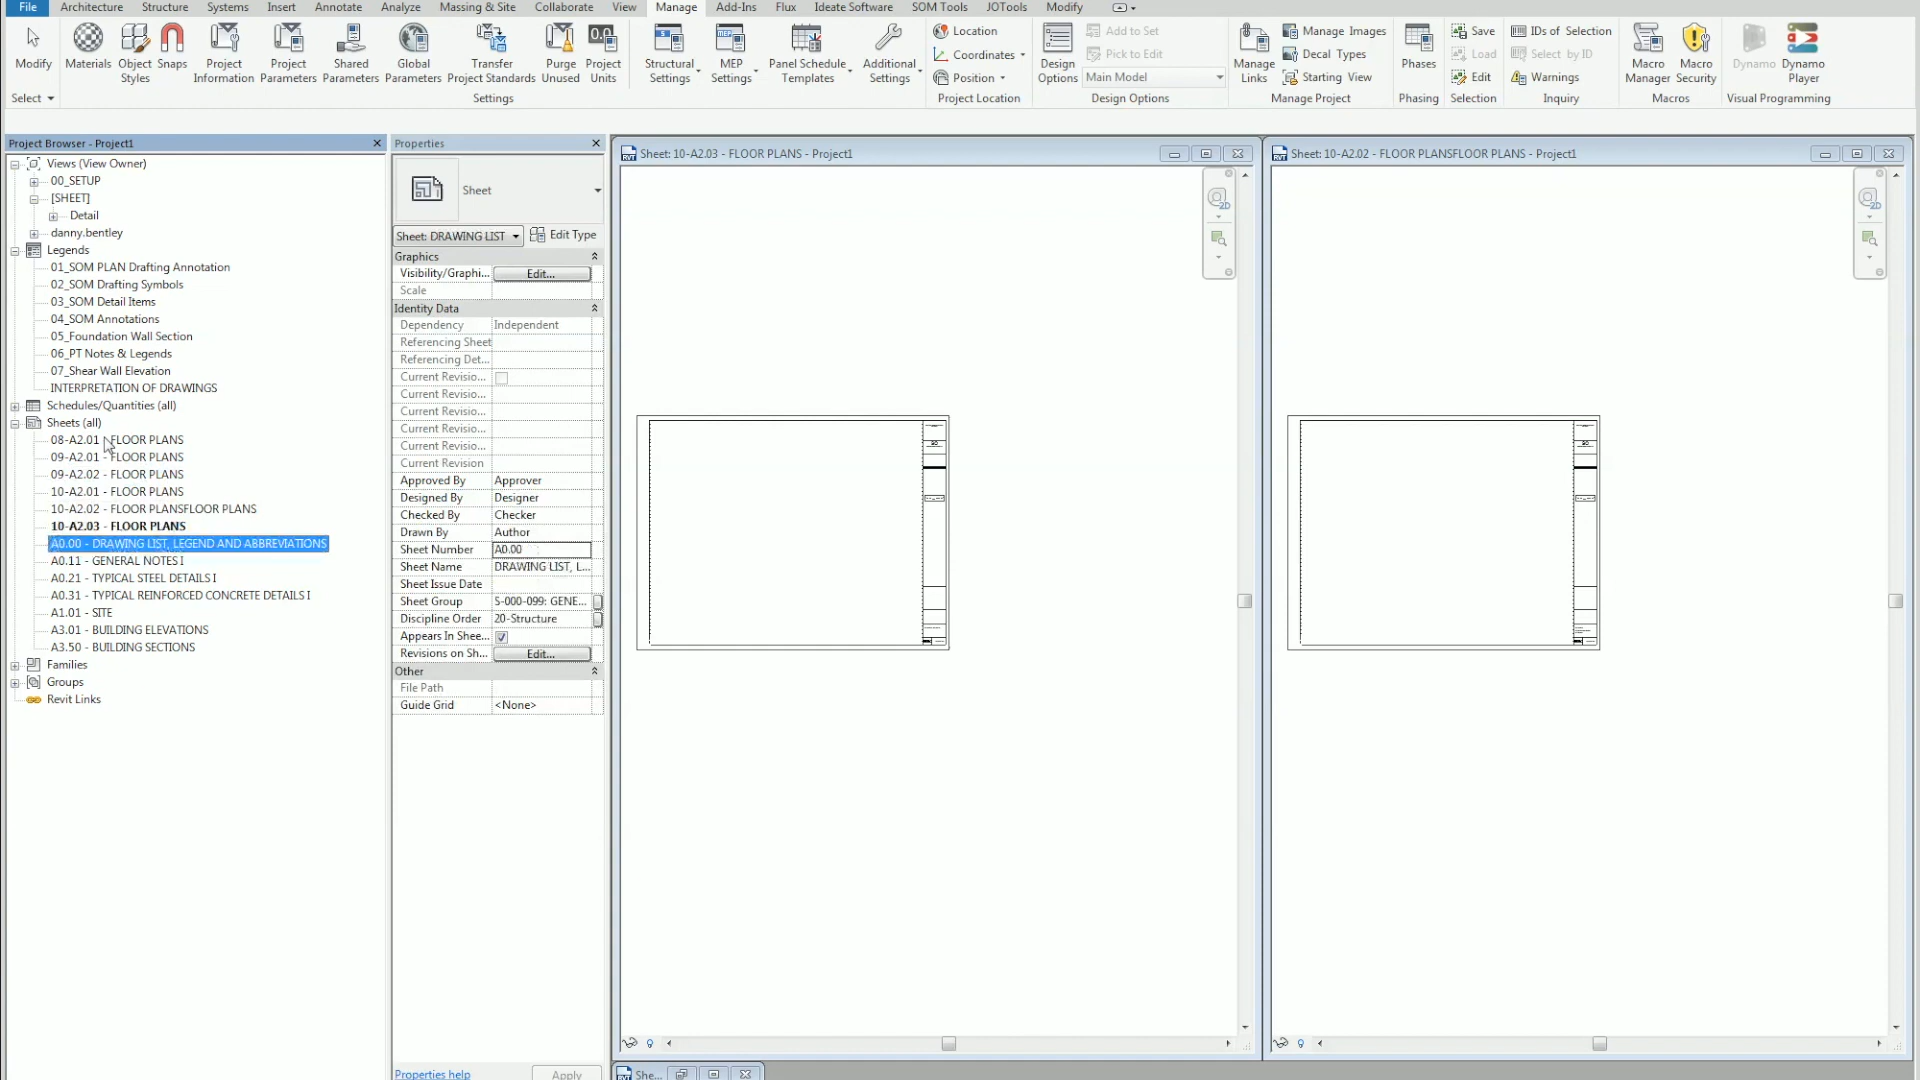 File Architecture Structure Systems Insert Annotate Analyze Massing & Site Collaborate View Manage Add-Ins Flux Ideate Software SOM Tools JOTools Modify
Modify
Materials
Object Styles
Snaps
Project Information
Project Parameters
Shared Parameters
Global Parameters
Transfer Project Standards
Purge Unused
Project Units
Structural Settings
MEP Settings
Panel Schedule Templates
Additional Settings
Location
Coordinates
Position
Design Options
Add to Set
Pick to Edit
Main Model
Manage Links
Manage Images
Decal Types
Starting View
Phases
Save
Load
Edit
IDs of Selection
Select by ID
Warnings
Macro Manager
Macro Security
Dynamo
Dynamo Player
Select Settings Project Location Design Options Manage Project Phasing Selection Inquiry Macros Visual Programming
Project Browser - Project1
Views (View Owner)
00_SETUP
[SHEET]
Detail
danny.bentley
Legends
01_SOM PLAN Drafting Annotation
02_SOM Drafting Symbols
03_SOM Detail Items
04_SOM Annotations
05_Foundation Wall Section
06_PT Notes & Legends
07_Shear Wall Elevation
INTERPRETATION OF DRAWINGS
Schedules/Quantities (all)
Sheets (all)
08-A2.01 - FLOOR PLANS
09-A2.01 - FLOOR PLANS
09-A2.02 - FLOOR PLANS
10-A2.01 - FLOOR PLANS
10-A2.02 - FLOOR PLANSFLOOR PLANS
10-A2.03 - FLOOR PLANS
A0.00 - DRAWING LIST, LEGEND AND ABBREVIATIONS
A0.11 - GENERAL NOTES I
A0.21 - TYPICAL STEEL DETAILS I
A0.31 - TYPICAL REINFORCED CONCRETE DETAILS I
A1.01 - SITE
A3.01 - BUILDING ELEVATIONS
A3.50 - BUILDING SECTIONS
Families
Groups
Revit Links
Properties
Sheet
Sheet: DRAWING LIST Edit Type
Graphics
Visibility/Graphi... Edit...
Scale
Identity Data
Dependency Independent
Referencing Sheet
Referencing Det...
Current Revisio...
Current Revisio...
Current Revisio...
Current Revisio...
Current Revisio...
Current Revision
Approved By Approver
Designed By Designer
Checked By Checker
Drawn By Author
Sheet Number A0.00
Sheet Name DRAWING LIST, L...
Sheet Issue Date
Sheet Group S-000-099: GENE...
Discipline Order 20-Structure
Appears In Shee...
Revisions on Sh... Edit...
Other
File Path
Guide Grid <None>
Properties help Apply
Sheet: 10-A2.03 - FLOOR PLANS - Project1
2D
She...
Sheet: 10-A2.02 - FLOOR PLANSFLOOR PLANS - Project1
2D